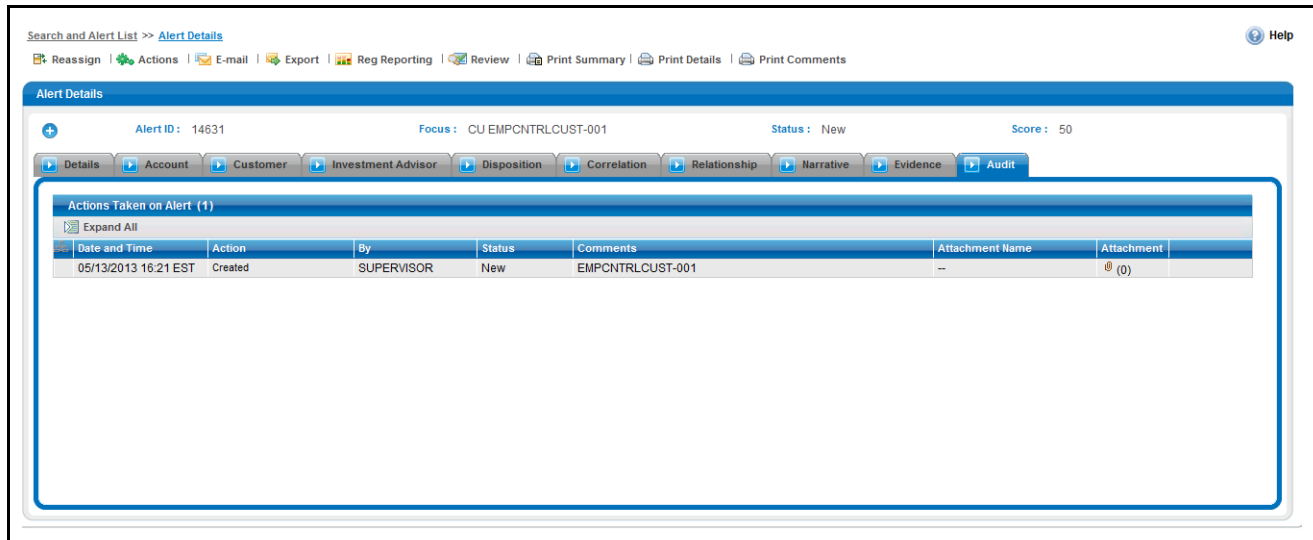 Search and Alert List >> Alert Details
Help
Reassign | Actions | E-mail | Export | Reg Reporting | Review | Print Summary | Print Details | Print Comments
Alert Details
Alert ID : 14631 Focus : CU EMPCNTRLCUST-001 Status : New Score : 50
Details Account Customer Investment Advisor Disposition Correlation Relationship Narrative Evidence Audit
Actions Taken on Alert (1)
Expand All
Date and Time Action By Status Comments Attachment Name Attachment
05/13/2013 16:21 EST Created SUPERVISOR New EMPCNTRLCUST-001 -- (0)